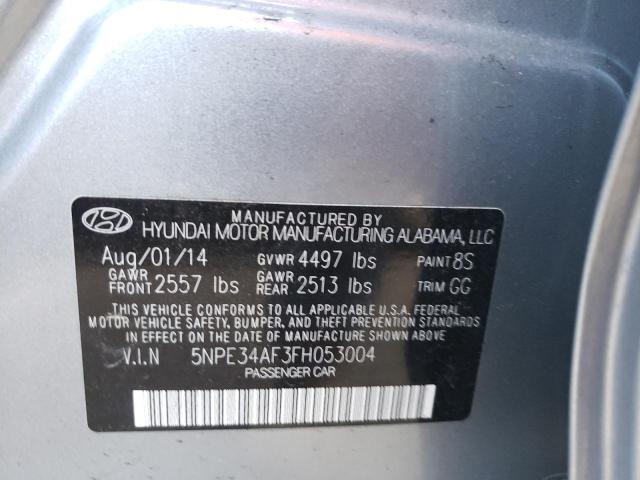 MANUFACTURED BY
HYUNDAI MOTOR MANUFACTURING ALABAMA, LLC
Aug/01/14 GVWR 4497 lbs PAINT 8S
GAWR FRONT 2557 lbs GAWR REAR 2513 lbs TRIM GG
THIS VEHICLE CONFORMS TO ALL APPLICABLE U.S.A. FEDERAL
MOTOR VEHICLE SAFETY, BUMPER, AND THEFT PREVENTION STANDARDS
IN EFFECT ON THE DATE OF MANUFACTURE SHOWN ABOVE
V.I.N 5NPE34AF3FH053004
PASSENGER CAR